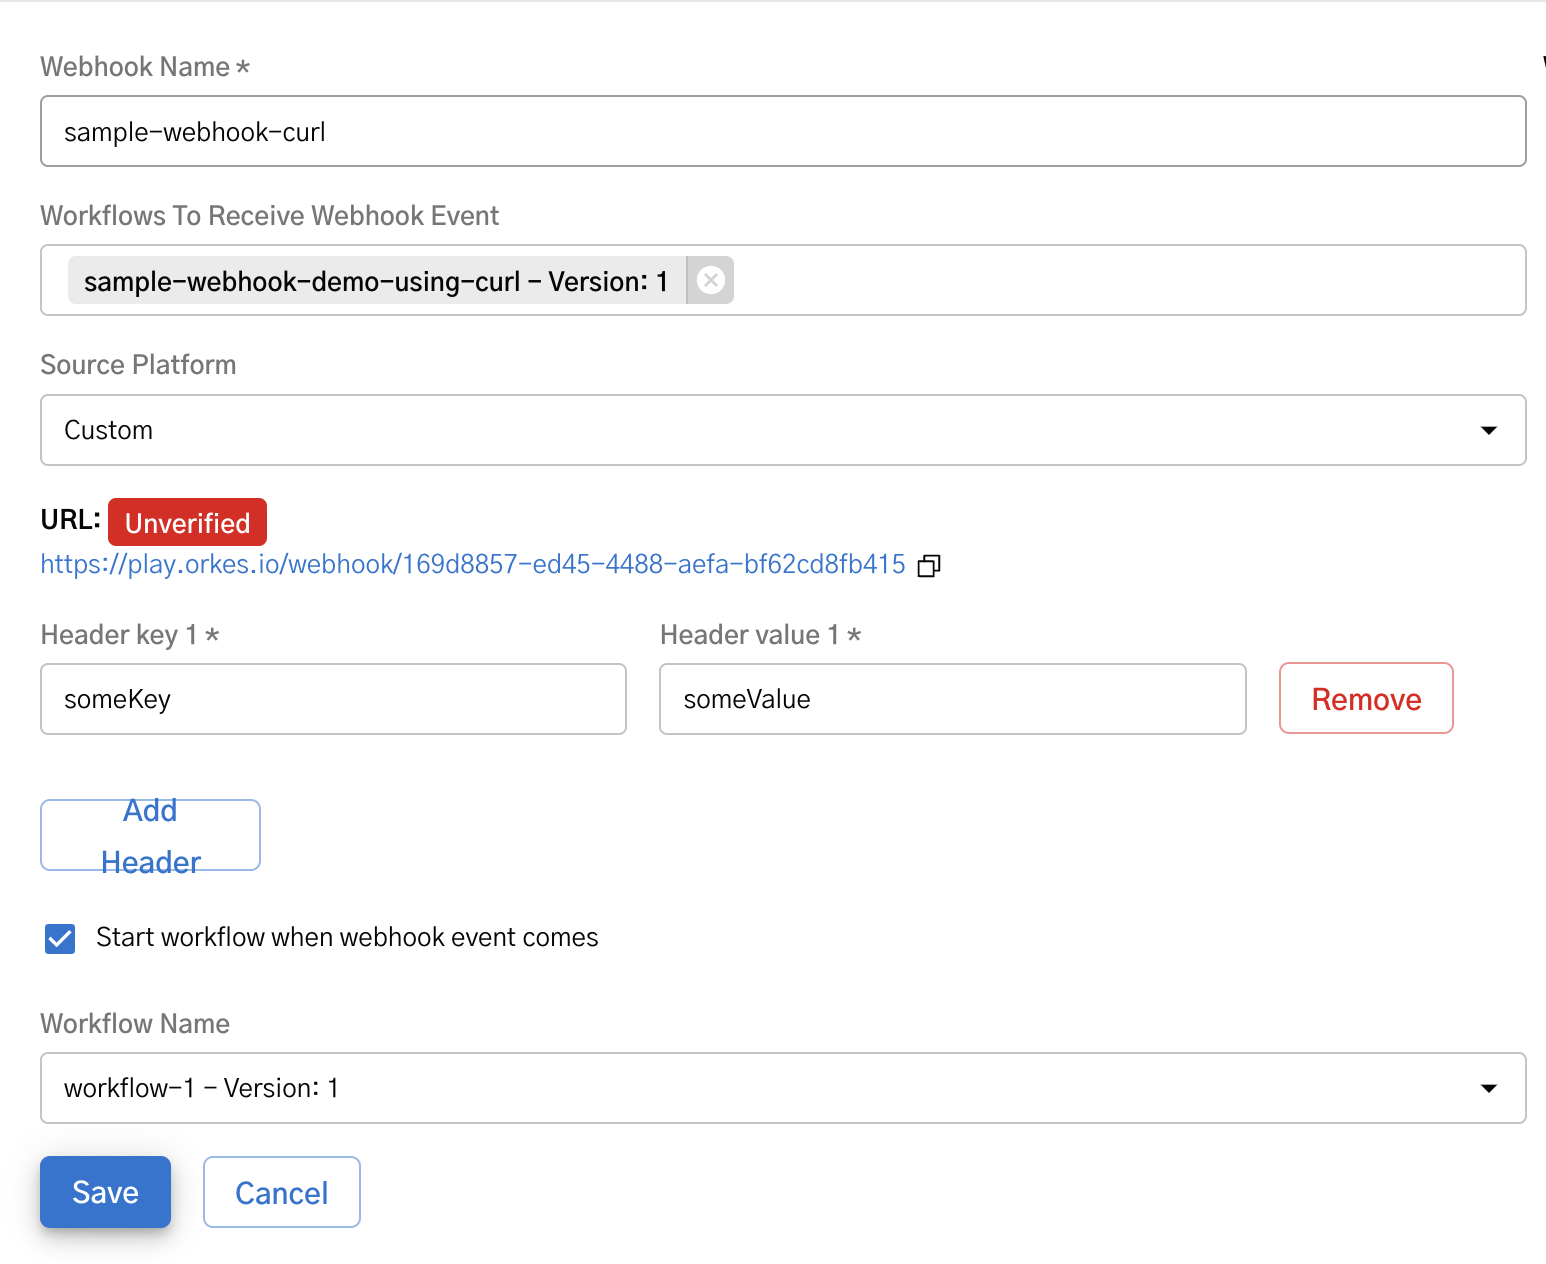 Webhook Name *
sample-webhook-curl
Workflows To Receive Webhook Event
sample-webhook-demo-using-curl - Version: 1
Source Platform
Custom
URL: Unverified
https://play.orkes.io/webhook/169d8857-ed45-4488-aefa-bf62cd8fb415
Header key 1 * Header value 1 *
someKey someValue Remove
Add
Header
Start workflow when webhook event comes
Workflow Name
workflow-1 - Version: 1
Save Cancel